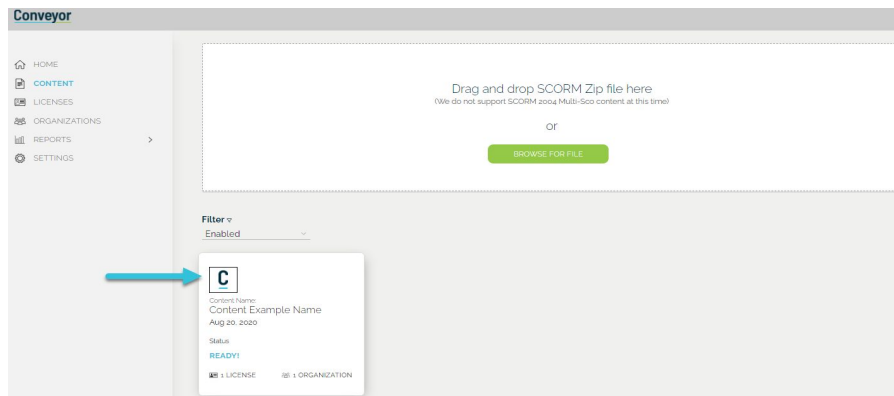 Conveyor
HOME
CONTENT
LICENSES
ORGANIZATIONS
REPORTS
SETTINGS
Drag and drop SCORM Zip file here
(We do not support SCORM 2004 Multi-Sco content at this time)
or
BROWSE FOR FILE
Filter
Enabled
C
Content Name:
Content Example Name
Aug 20, 2020
Status
READY!
1 LICENSE 1 ORGANIZATION